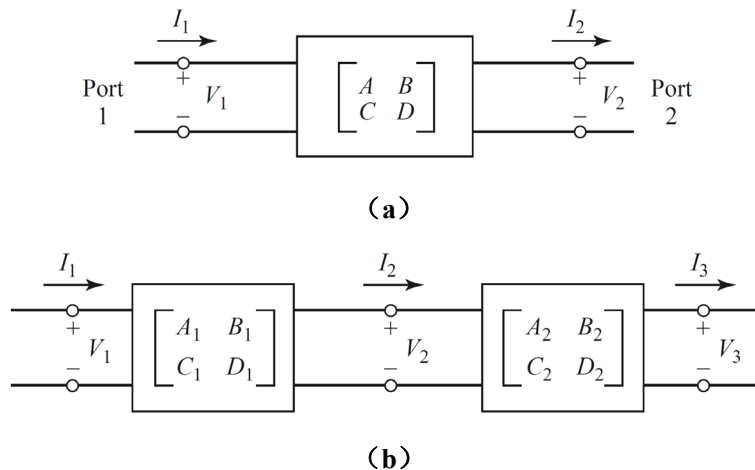 I1 I2
Port 1 + V1 − A B C D + V2 − Port 2
(a)
I1 I2 I3
+ V1 − A1 B1 C1 D1 + V2 − A2 B2 C2 D2 + V3 −
(b)